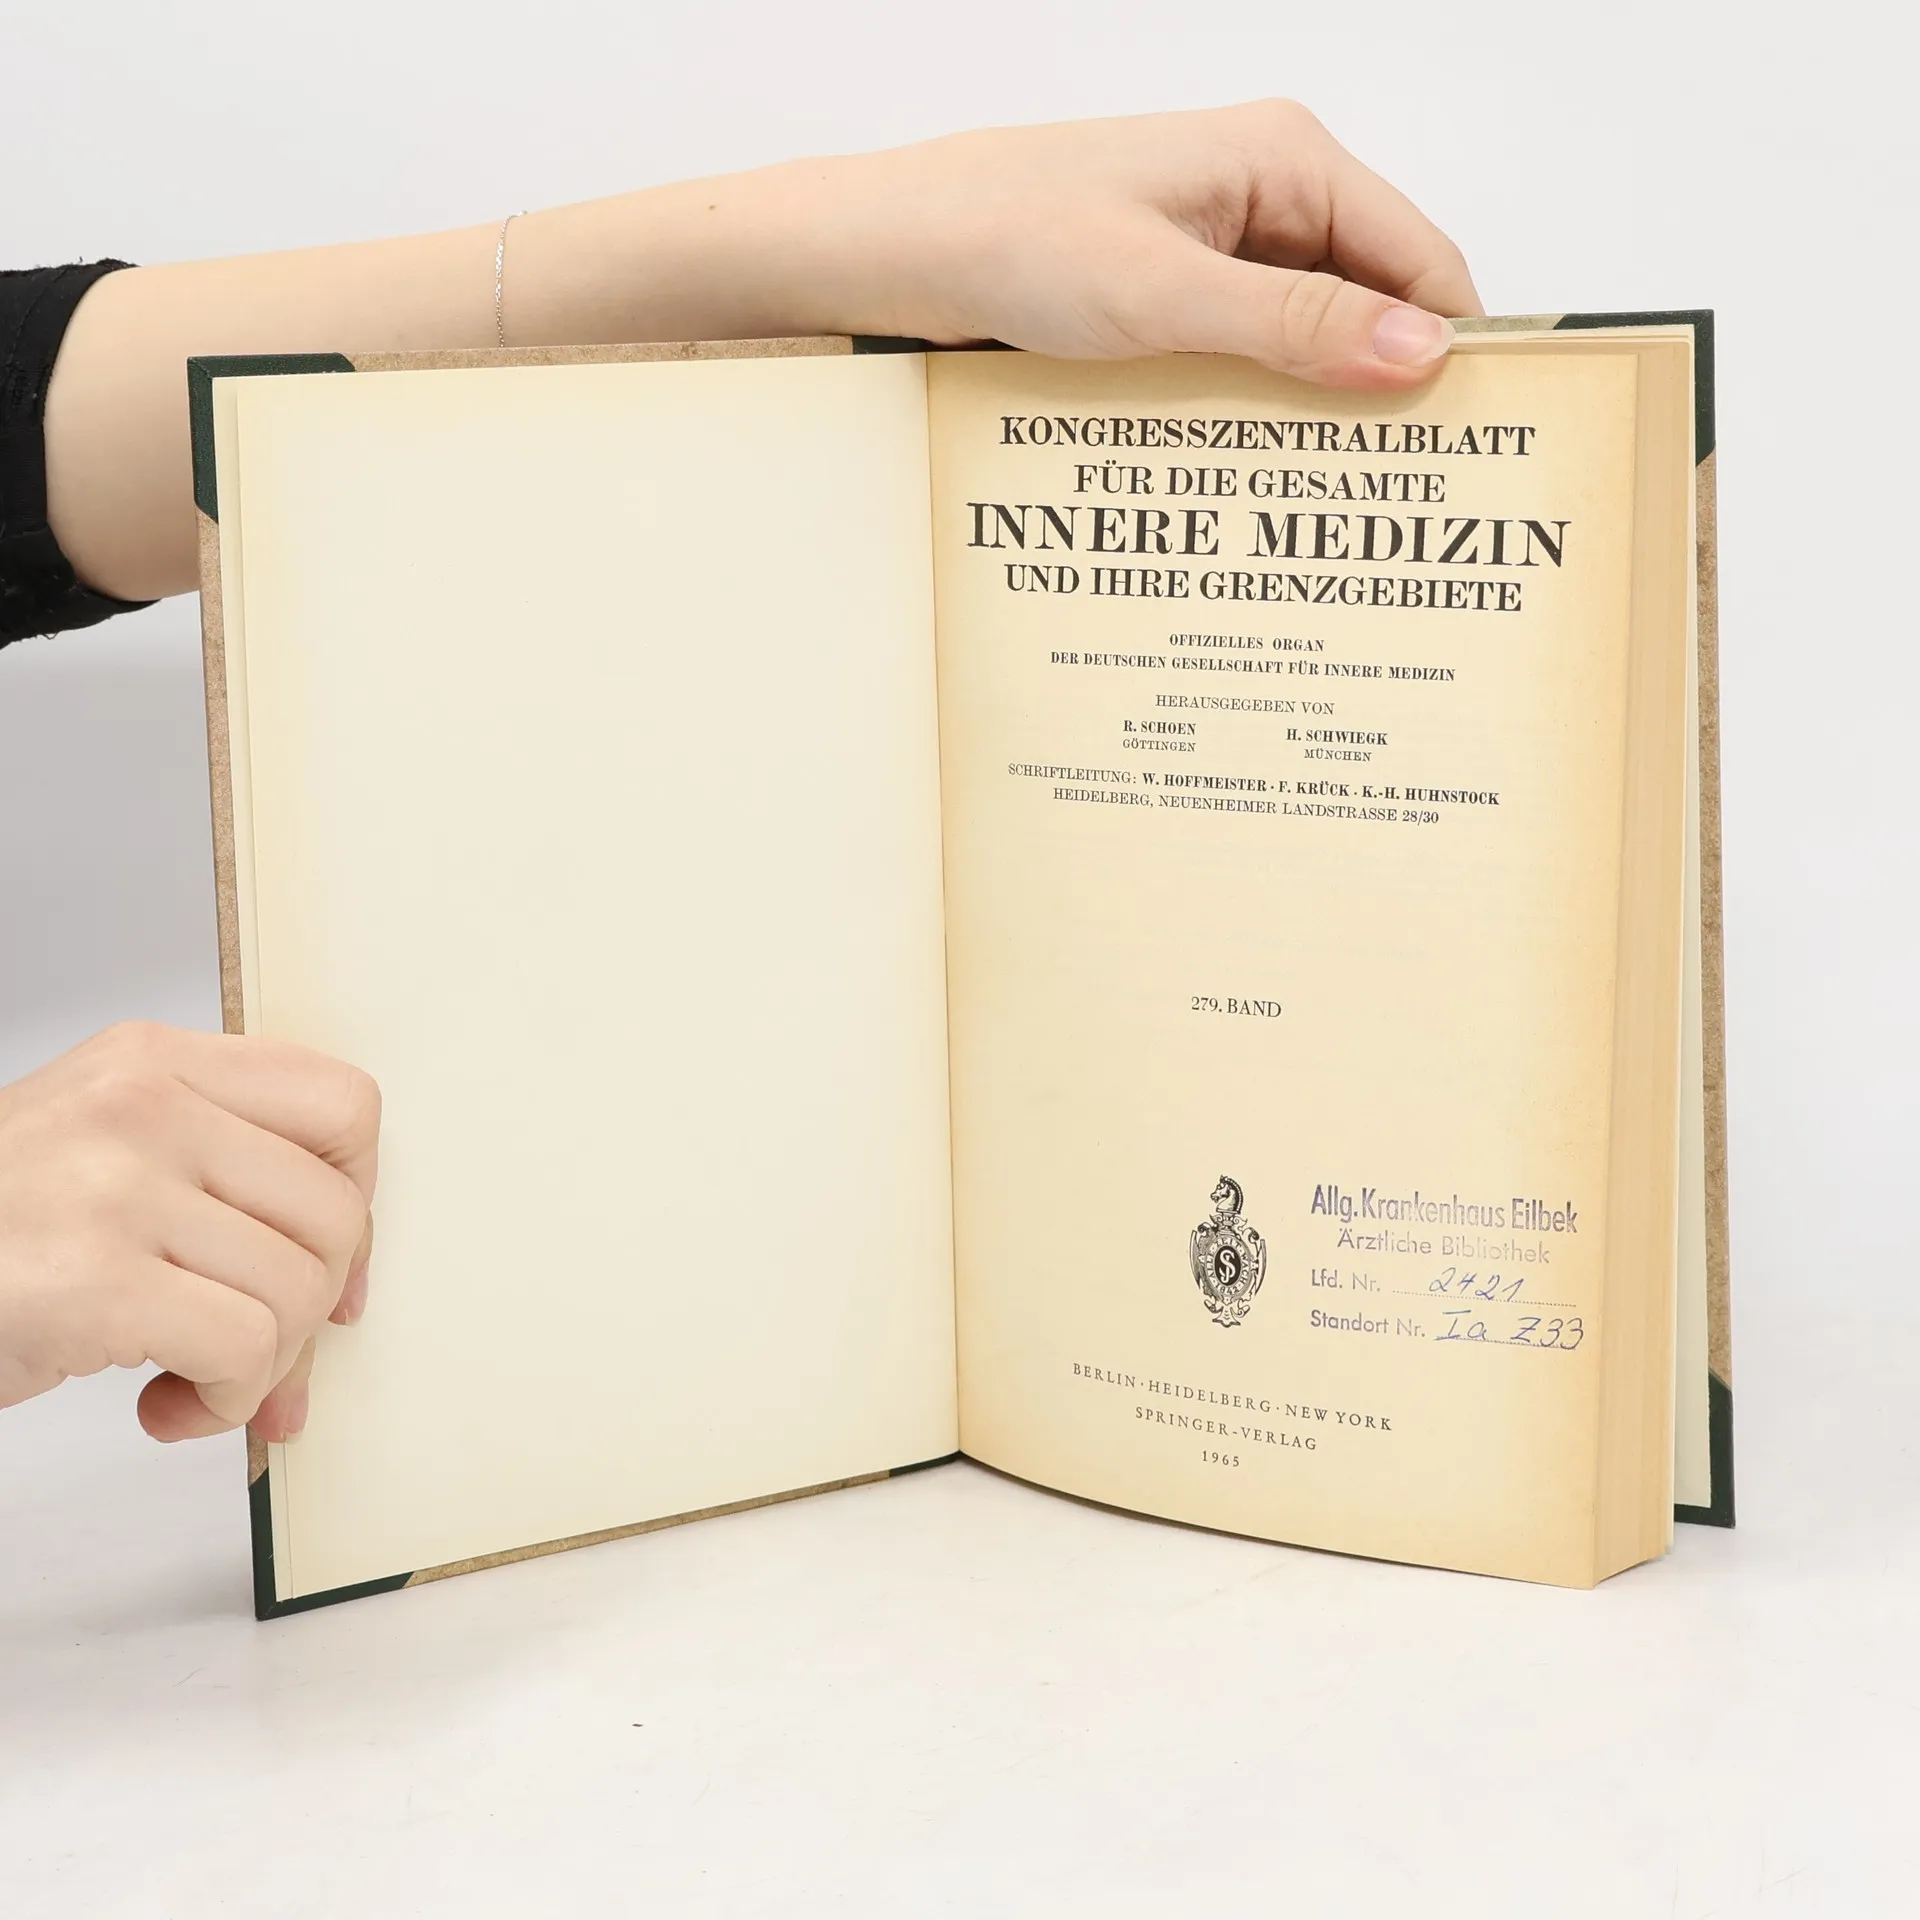 KONGRESSZENTRALBLATT
FÜR DIE GESAMTE
INNERE MEDIZIN
UND IHRE GRENZGEBIETE
OFFIZIELLES ORGAN
DER DEUTSCHEN GESELLSCHAFT FÜR INNERE MEDIZIN
HERAUSGEGEBEN VON
R. SCHOEN H. SCHWIEGK
GÖTTINGEN MÜNCHEN
SCHRIFTLEITUNG: W. HOFFMEISTER · F. KRÜCK · K.-H. HUHNSTOCK
HEIDELBERG, NEUENHEIMER LANDSTRASSE 28/30
279. BAND
Allg. Krankenhaus Eilbek
Ärztliche Bibliothek
Lfd. Nr. 2421
Standort Nr. Ia Z33
BERLIN · HEIDELBERG · NEW YORK
SPRINGER-VERLAG
1965